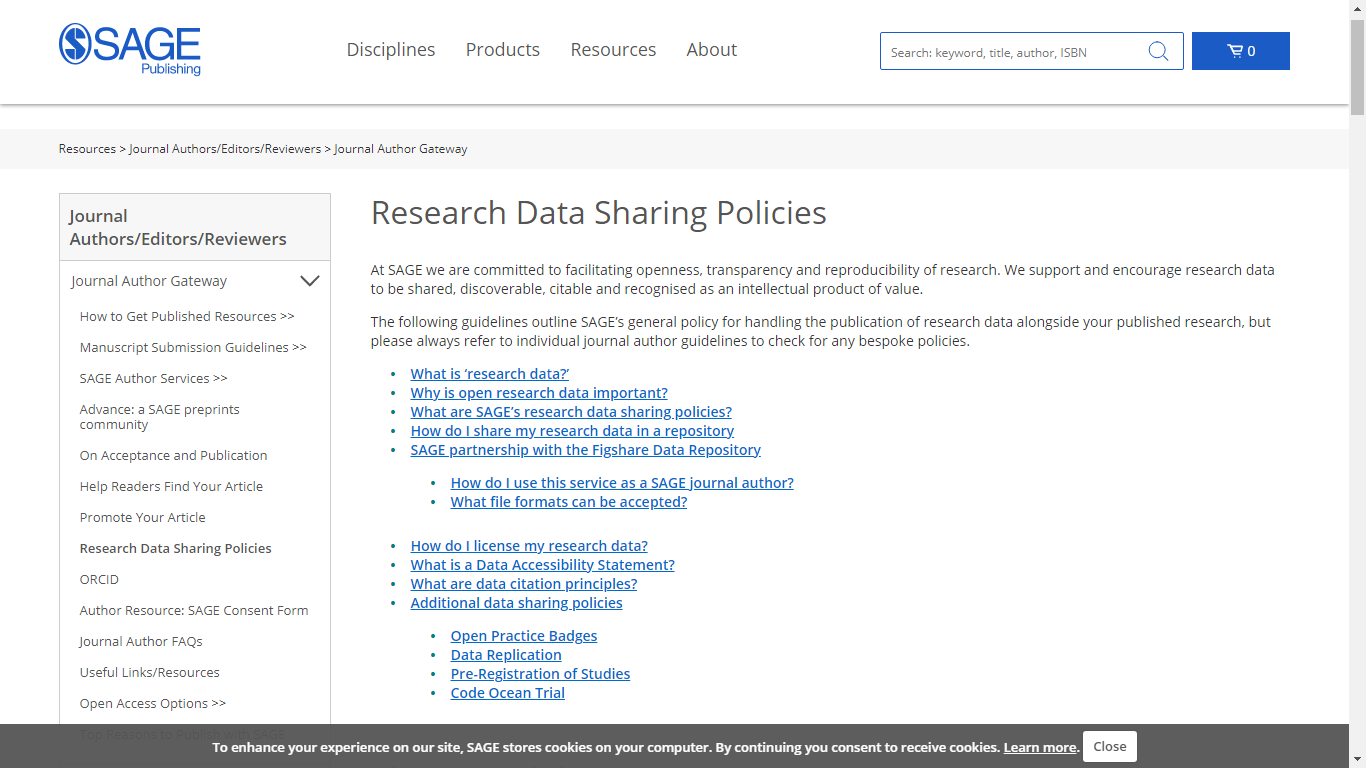 SAGE
Publishing
Disciplines
Products
Resources
About
Search: keyword, title, author, ISBN
0
Resources > Journal Authors/Editors/Reviewers > Journal Author Gateway
Journal
Authors/Editors/Reviewers
Journal Author Gateway
How to Get Published Resources >>
Manuscript Submission Guidelines >>
SAGE Author Services >>
Advance: a SAGE preprints
community
On Acceptance and Publication
Help Readers Find Your Article
Promote Your Article
Research Data Sharing Policies
ORCID
Author Resource: SAGE Consent Form
Journal Author FAQs
Useful Links/Resources
Open Access Options >>
Top Reasons to Publish with SAGE
Research Data Sharing Policies
At SAGE we are committed to facilitating openness, transparency and reproducibility of research. We support and encourage research data
to be shared, discoverable, citable and recognised as an intellectual product of value.
The following guidelines outline SAGE’s general policy for handling the publication of research data alongside your published research, but
please always refer to individual journal author guidelines to check for any bespoke policies.
• What is ‘research data?’
• Why is open research data important?
• What are SAGE’s research data sharing policies?
• How do I share my research data in a repository
• SAGE partnership with the Figshare Data Repository
• How do I use this service as a SAGE journal author?
• What file formats can be accepted?
• How do I license my research data?
• What is a Data Accessibility Statement?
• What are data citation principles?
• Additional data sharing policies
• Open Practice Badges
• Data Replication
• Pre-Registration of Studies
• Code Ocean Trial
To enhance your experience on our site, SAGE stores cookies on your computer. By continuing you consent to receive cookies. Learn more. Close